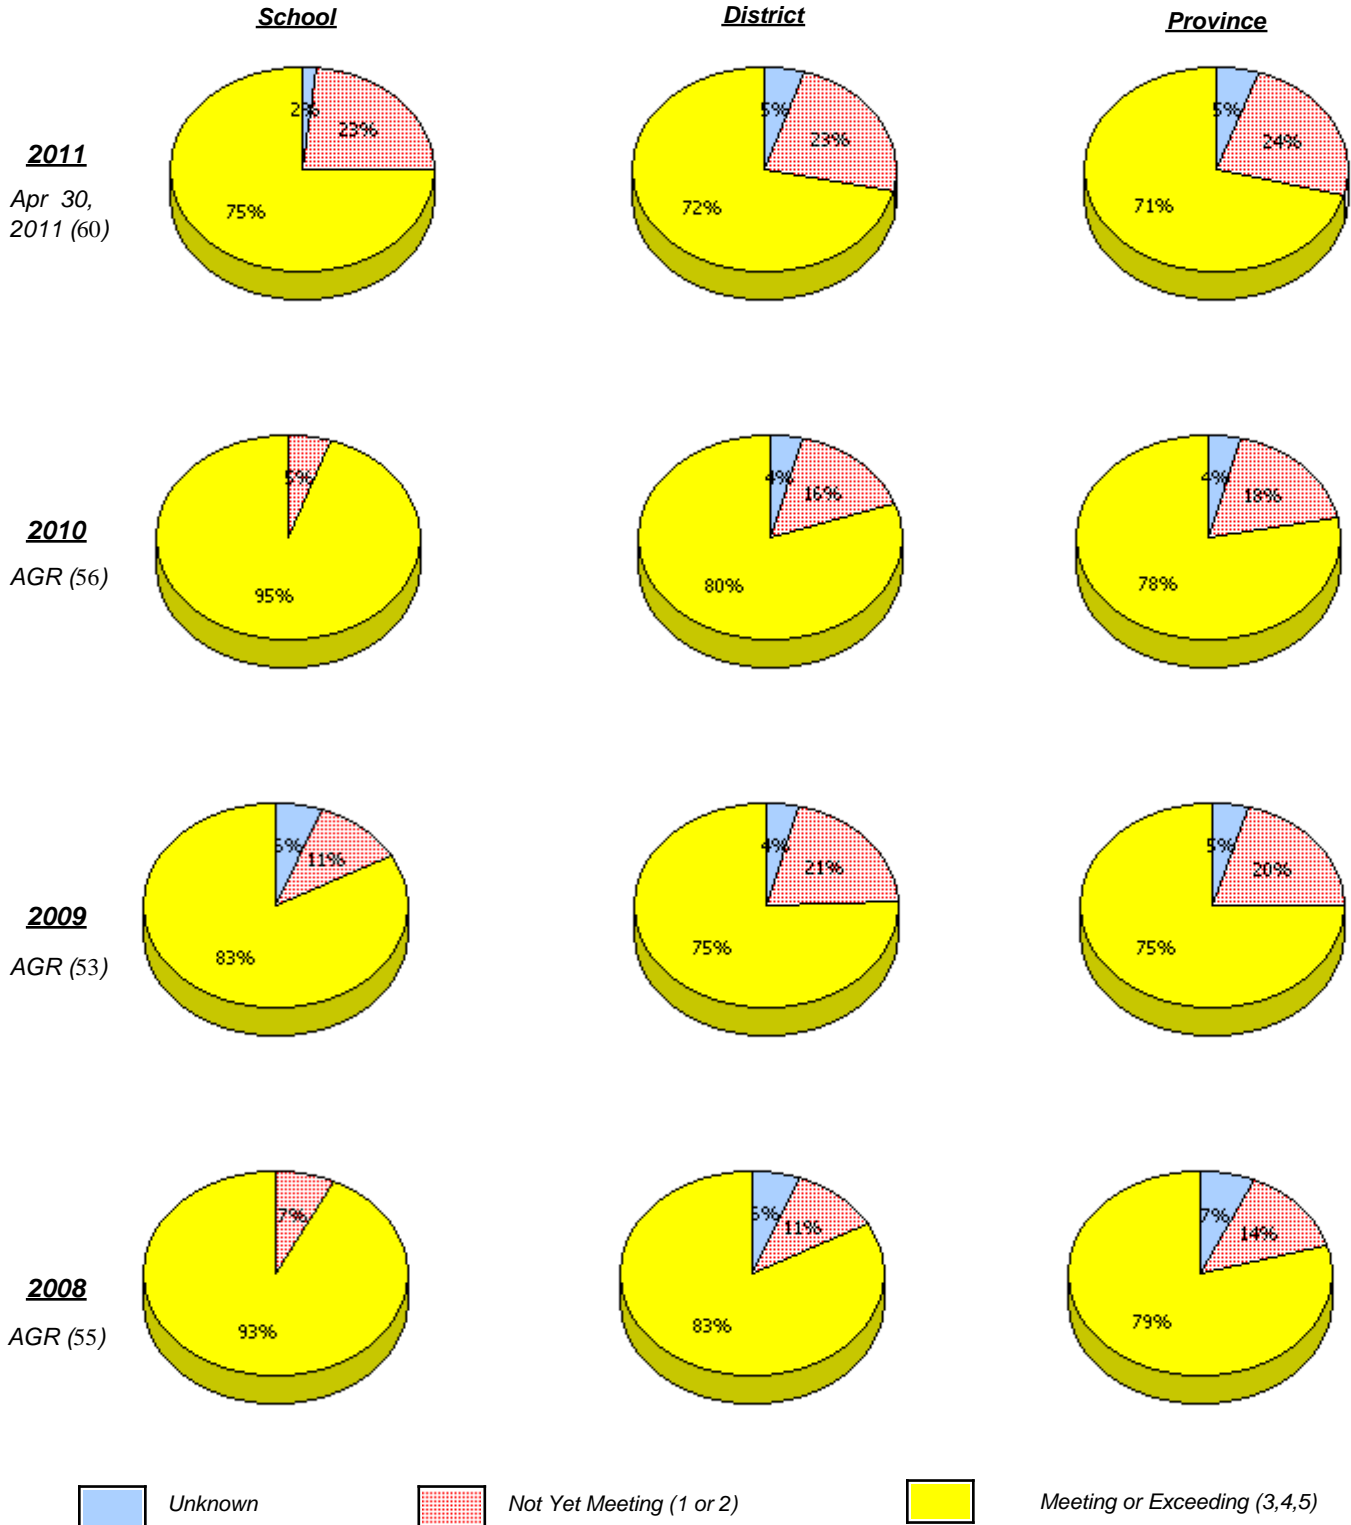 School District Province
2% 23% 75%
5% 23% 72%
5% 24% 71%
2011
Apr 30,
2011 (60)
5% 95%
4% 16% 80%
4% 18% 78%
2010
AGR (56)
11% 83%
4% 21% 75%
5% 20% 75%
2009
AGR (53)
7% 93%
11% 83%
7% 14% 79%
2008
AGR (55)
Unknown Not Yet Meeting (1 or 2) Meeting or Exceeding (3,4,5)